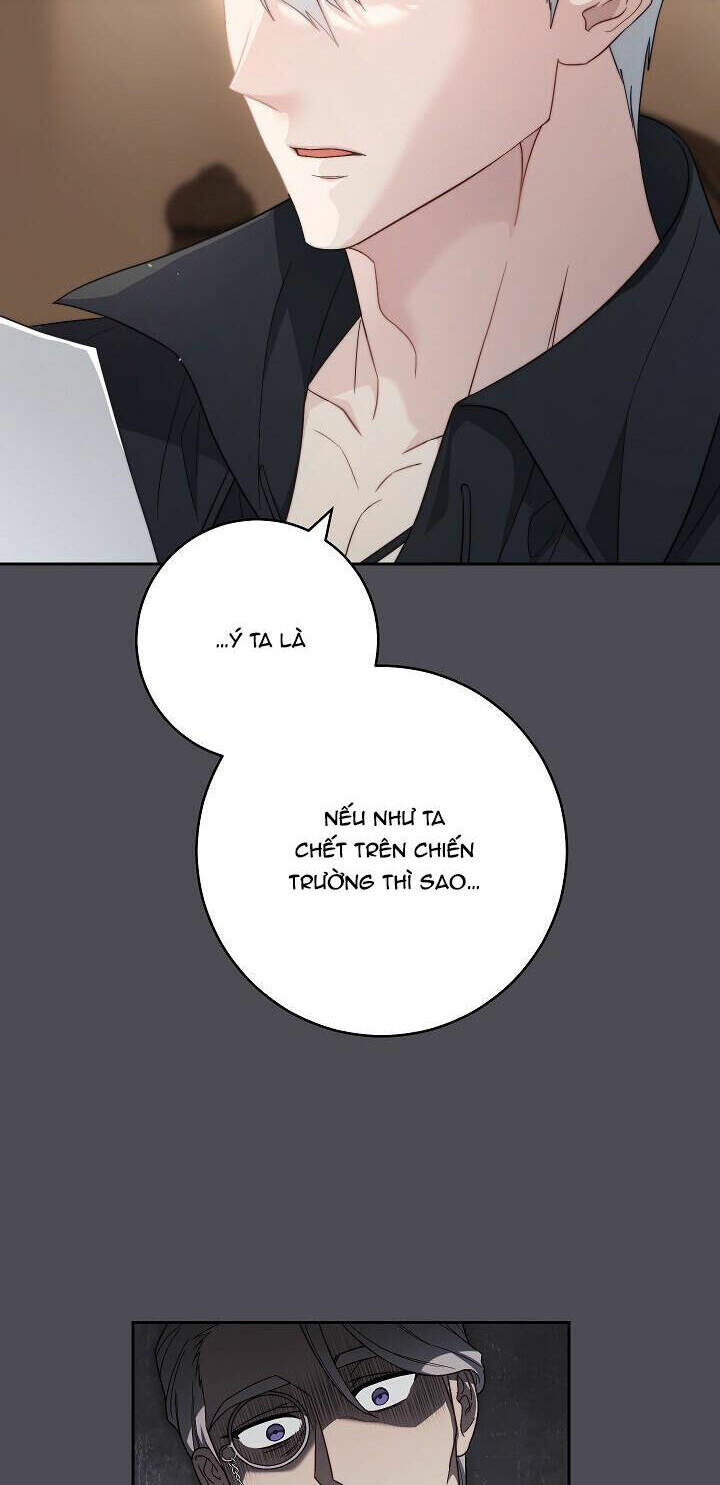 ...Ý TA LÀ
NẾU NHƯ TA
CHẾT TRÊN CHIẾN
TRƯỜNG THÌ SAO...